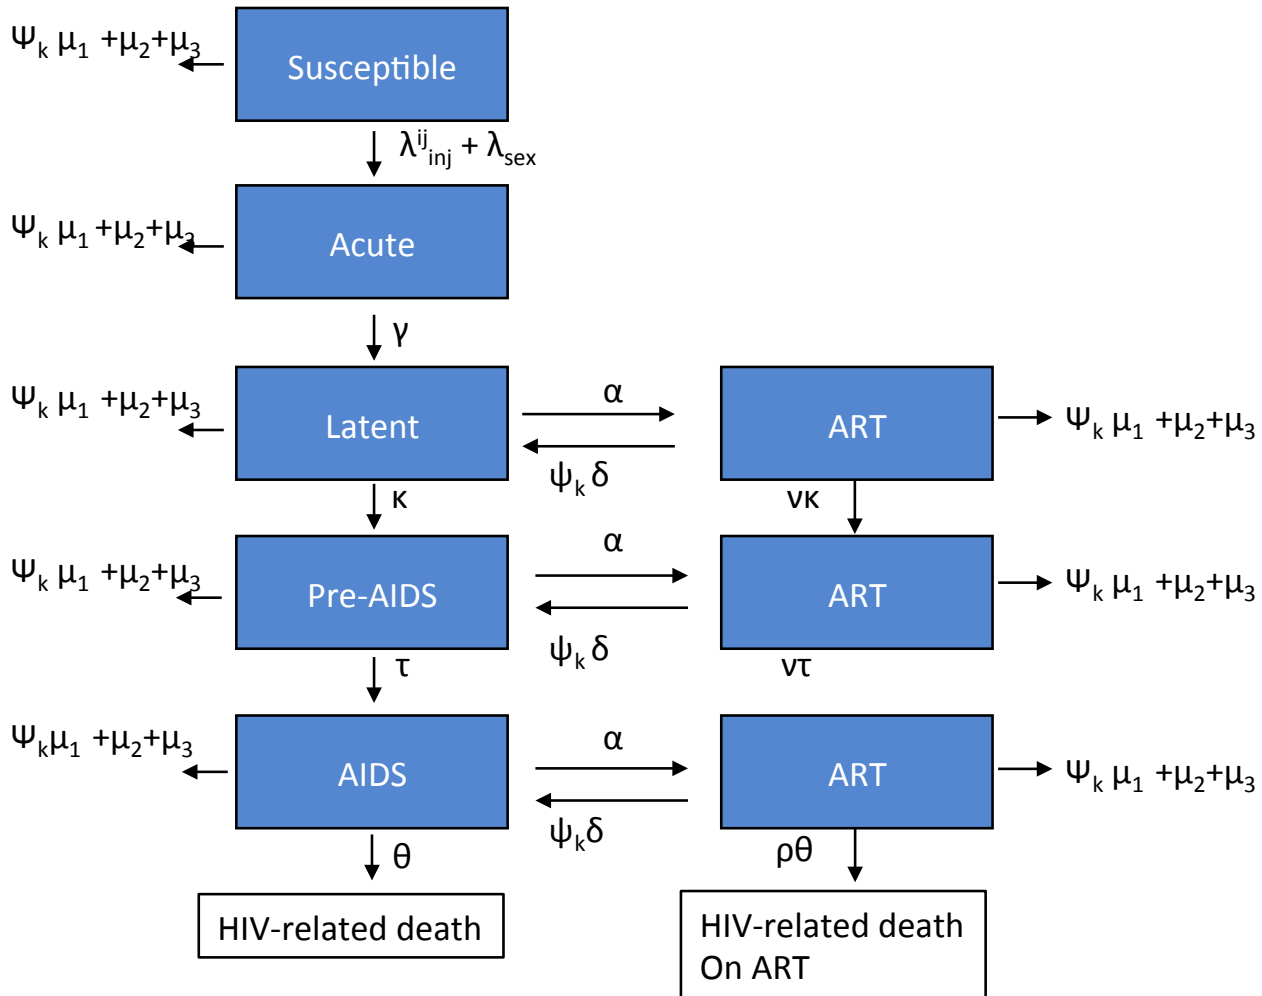 Ψk μ1 +μ2+μ3
Susceptible
λ^ij_inj + λsex
Ψk μ1 +μ2+μ3
Acute
γ
Ψk μ1 +μ2+μ3
Latent
α
ψk δ
ART
Ψk μ1 +μ2+μ3
κ
νκ
Ψk μ1 +μ2+μ3
Pre-AIDS
α
ψk δ
ART
Ψk μ1 +μ2+μ3
τ
ντ
Ψkμ1 +μ2+μ3
AIDS
α
ψkδ
ART
Ψk μ1 +μ2+μ3
θ
ρθ
HIV-related death
HIV-related death
On ART